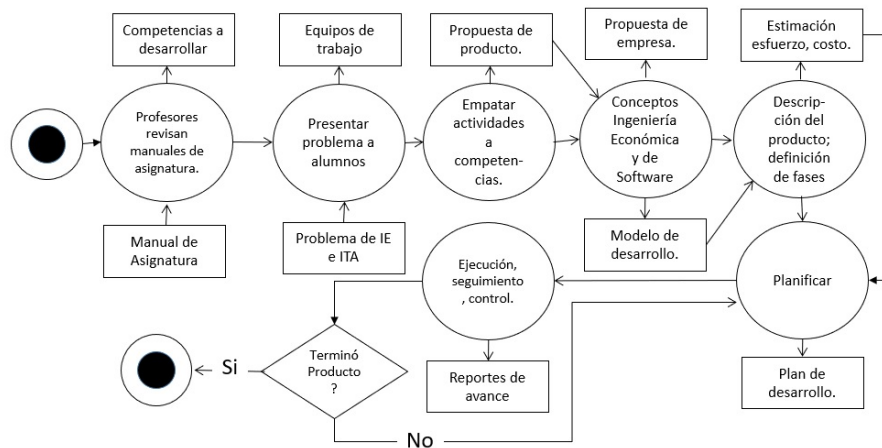 Competencias a
desarrollar
Equipos de
trabajo
Propuesta de
producto.
Propuesta de
empresa.
Estimación
esfuerzo, costo.
Profesores
revisan
manuales de
asignatura.
Presentar
problema a
alumnos
Empatar
actividades
a
competen-
cias.
Conceptos
Ingeniería
Económica
y de
Software
Descrip-
ción del
producto;
definición
de fases
Manual de
Asignatura
Problema de IE
e ITA
Modelo de
desarrollo.
Ejecución,
seguimiento
, control.
Planificar
Terminó
Producto
?
Si
Reportes de
avance
Plan de
desarrollo.
No